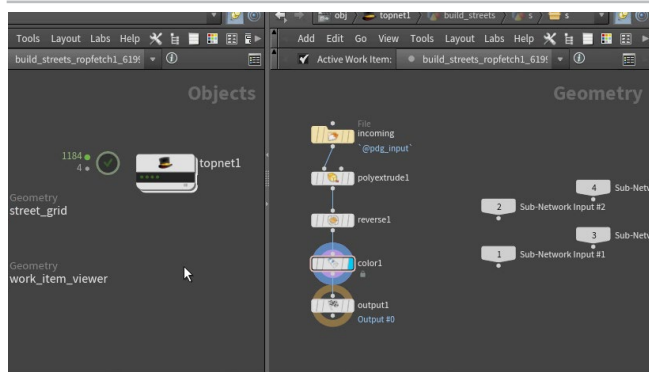 obj topnet1 build_streets s s
Tools Layout Labs Help
Add Edit Go View Tools Layout Labs Help
build_streets_ropfetch1_619
Active Work Item: build_streets_ropfetch1_619
Objects
Geometry
1184
4
topnet1
Geometry
street_grid
Geometry
work_item_viewer
File
incoming
`@pdg_input`
polyextrude1
reverse1
color1
output1
Output #0
4 Sub-Netw
2 Sub-Network Input #2
3 Sub-Netw
1 Sub-Network Input #1